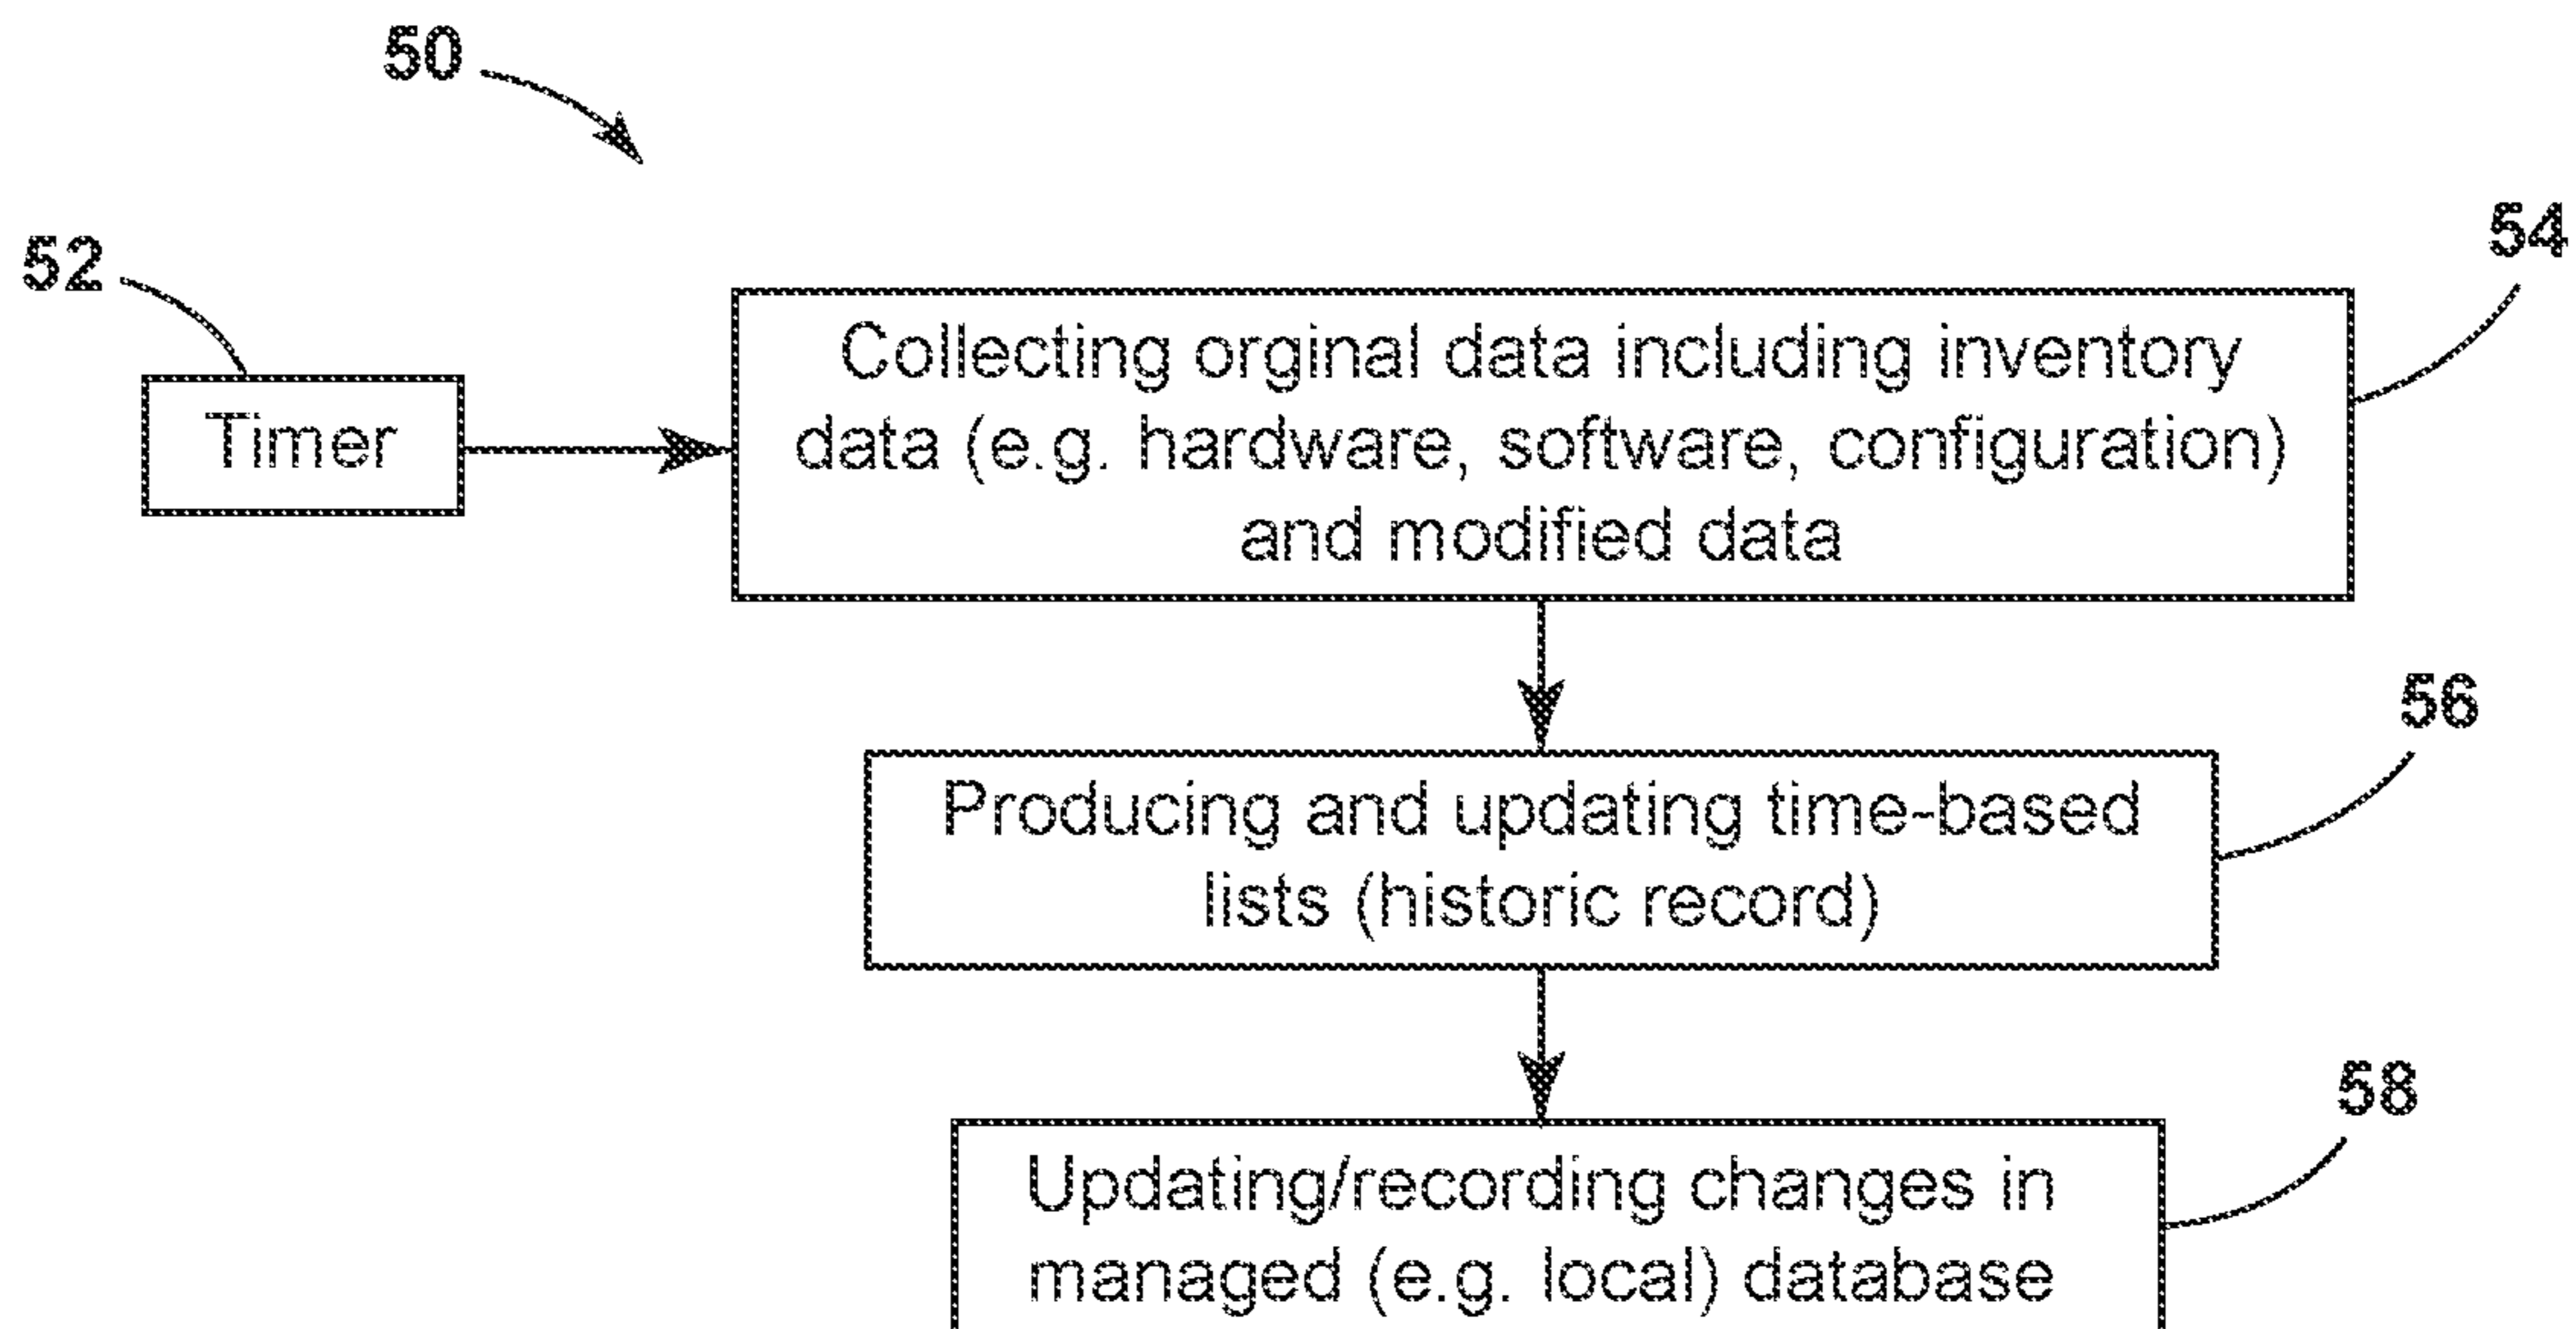 50
52
54
Timer
Collecting orginal data including inventory
data (e.g. hardware, software, configuration)
and modified data
56
Producing and updating time-based
lists (historic record)
58
Updating/recording changes in
managed (e.g. local) database